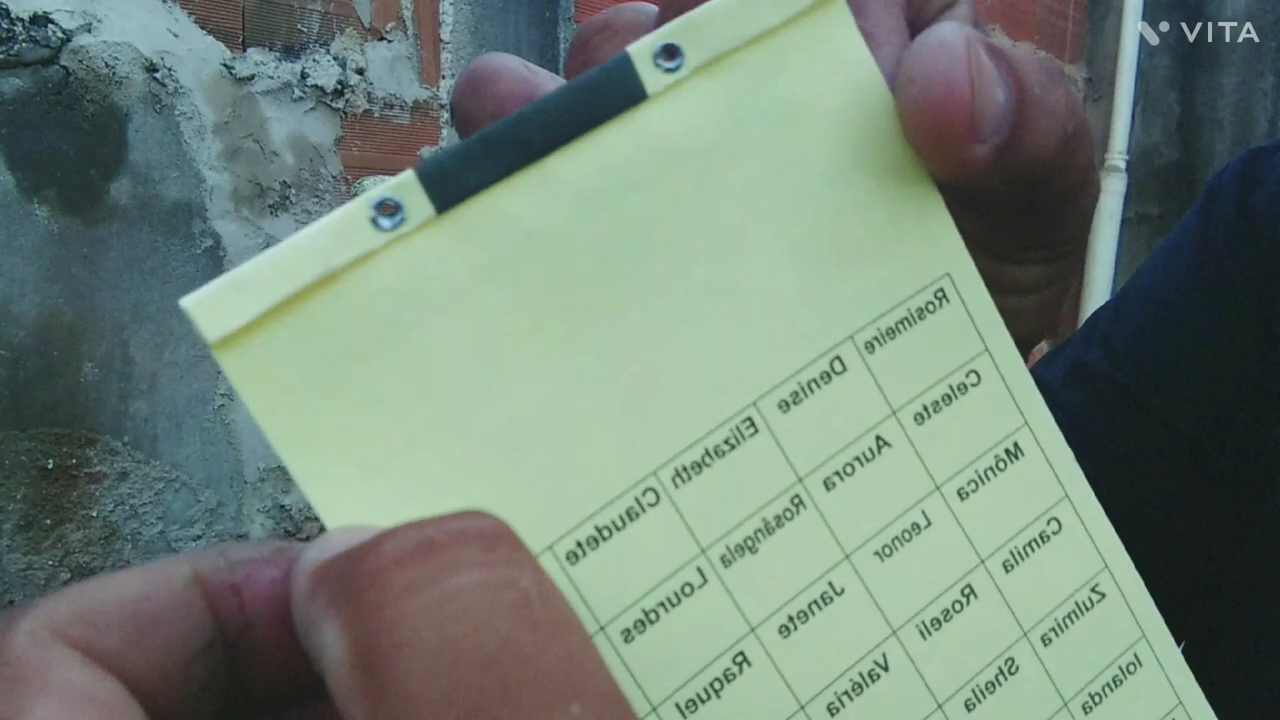 VITA
Rosimeire Denise Elizabeth Claudete
Celeste Aurora Rosângela Lourdes
Mônica Leonor Janete Raquel
Camila Roseli Valéria
Zulmira Sheila
Iolanda